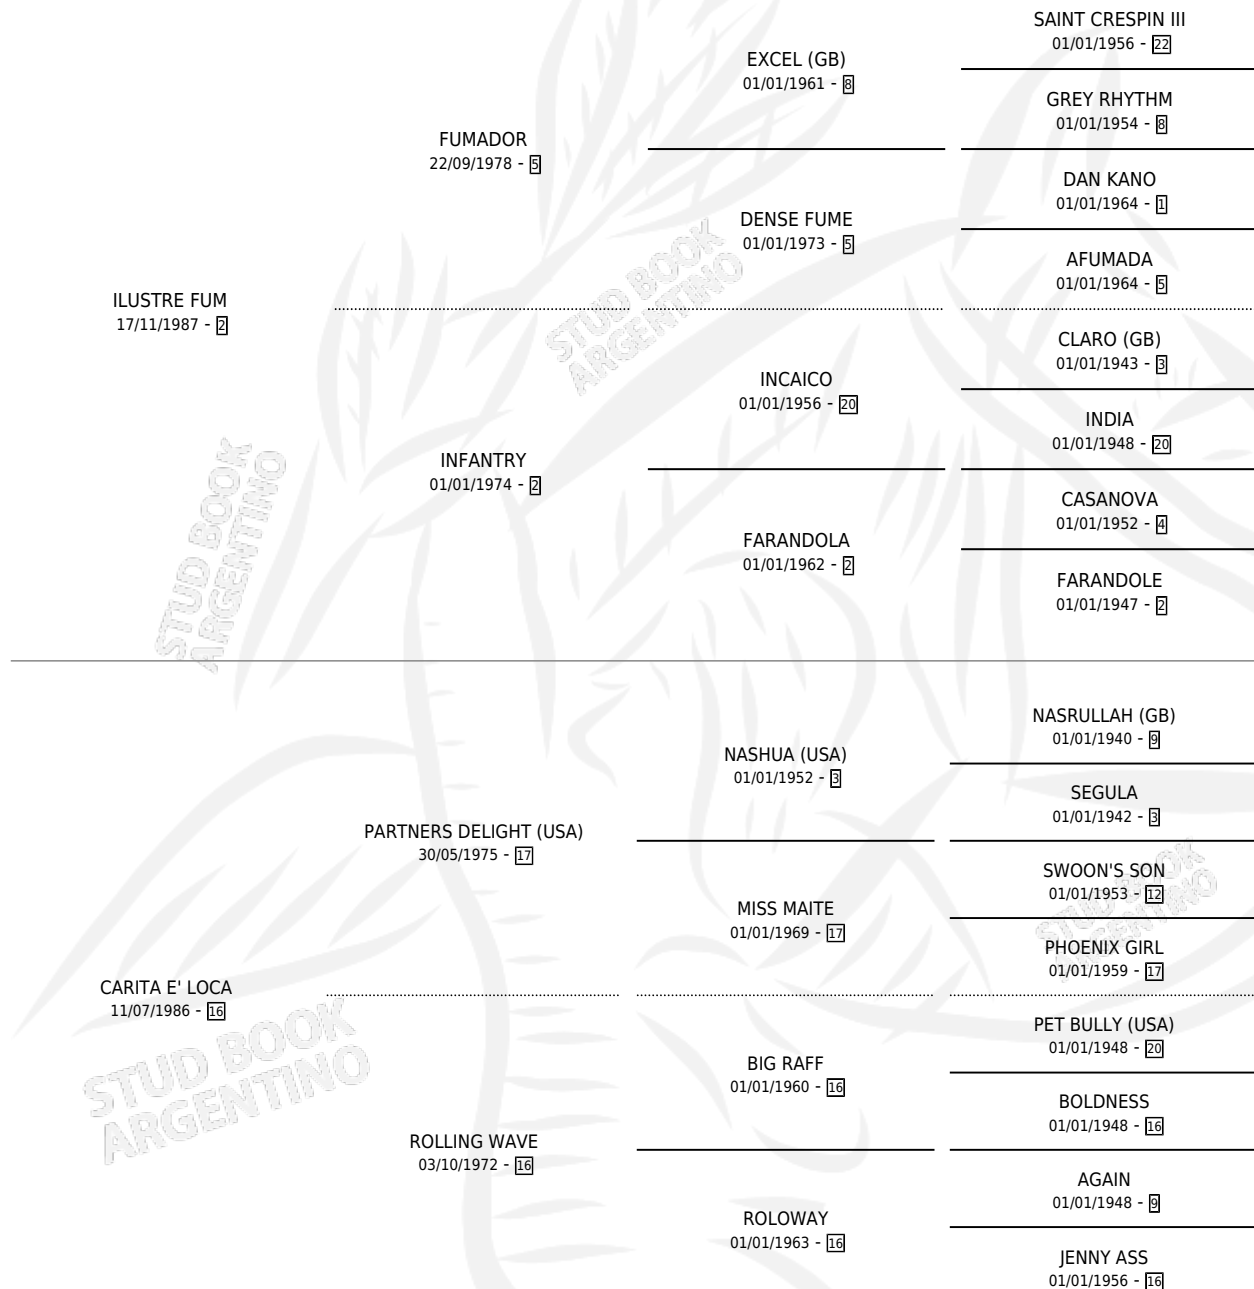 SAINT CRESPIN III
01/01/1956 - 22
EXCEL (GB)
01/01/1961 - 8
GREY RHYTHM
01/01/1954 - 8
FUMADOR
22/09/1978 - 5
DAN KANO
01/01/1964 - 1
DENSE FUME
01/01/1973 - 5
AFUMADA
01/01/1964 - 5
ILUSTRE FUM
17/11/1987 - 2
CLARO (GB)
01/01/1943 - 3
INCAICO
01/01/1956 - 20
INDIA
01/01/1948 - 20
INFANTRY
01/01/1974 - 2
CASANOVA
01/01/1952 - 4
FARANDOLA
01/01/1962 - 2
FARANDOLE
01/01/1947 - 2
NASRULLAH (GB)
01/01/1940 - 9
NASHUA (USA)
01/01/1952 - 3
SEGULA
01/01/1942 - 3
PARTNERS DELIGHT (USA)
30/05/1975 - 17
SWOON'S SON
01/01/1953 - 12
MISS MAITE
01/01/1969 - 17
PHOENIX GIRL
01/01/1959 - 17
CARITA E' LOCA
11/07/1986 - 16
PET BULLY (USA)
01/01/1948 - 20
BIG RAFF
01/01/1960 - 16
BOLDNESS
01/01/1948 - 16
ROLLING WAVE
03/10/1972 - 16
AGAIN
01/01/1948 - 9
ROLOWAY
01/01/1963 - 16
JENNY ASS
01/01/1956 - 16
STUD BOOK
ARGENTINO
STUD BOOK
ARGENTINO
STUD BOOK
ARGENTINO
STUD BOOK
ARGENTINO